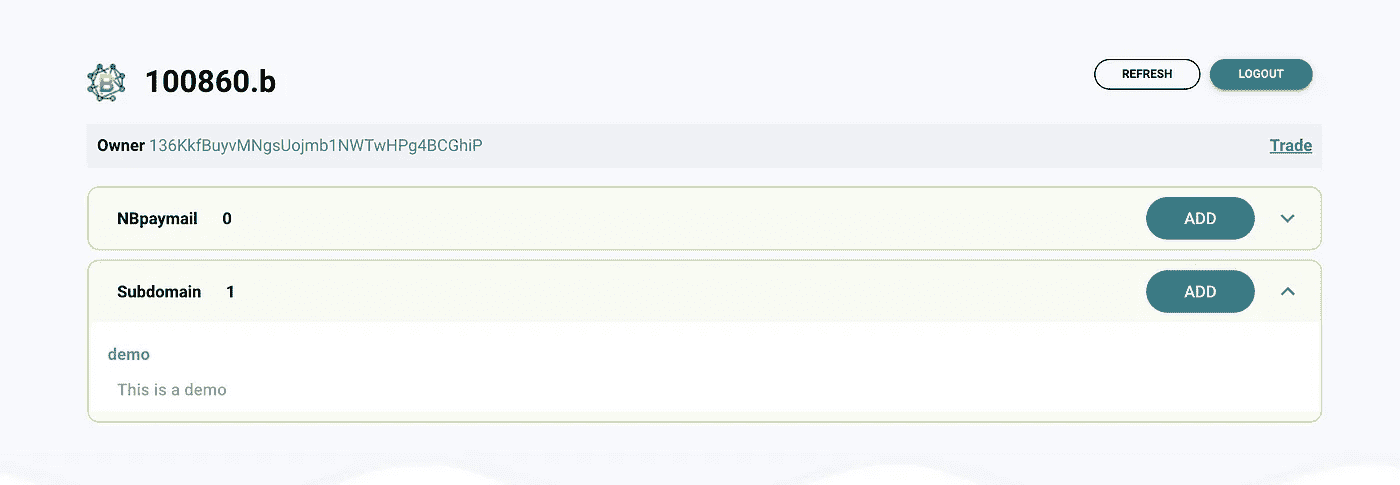 100860.b
REFRESH
LOGOUT
Owner 136KkfBuyvMNgsUojmb1NWTwHPg4BCGhiP
Trade
NBpaymail 0
ADD
Subdomain 1
ADD
demo
This is a demo